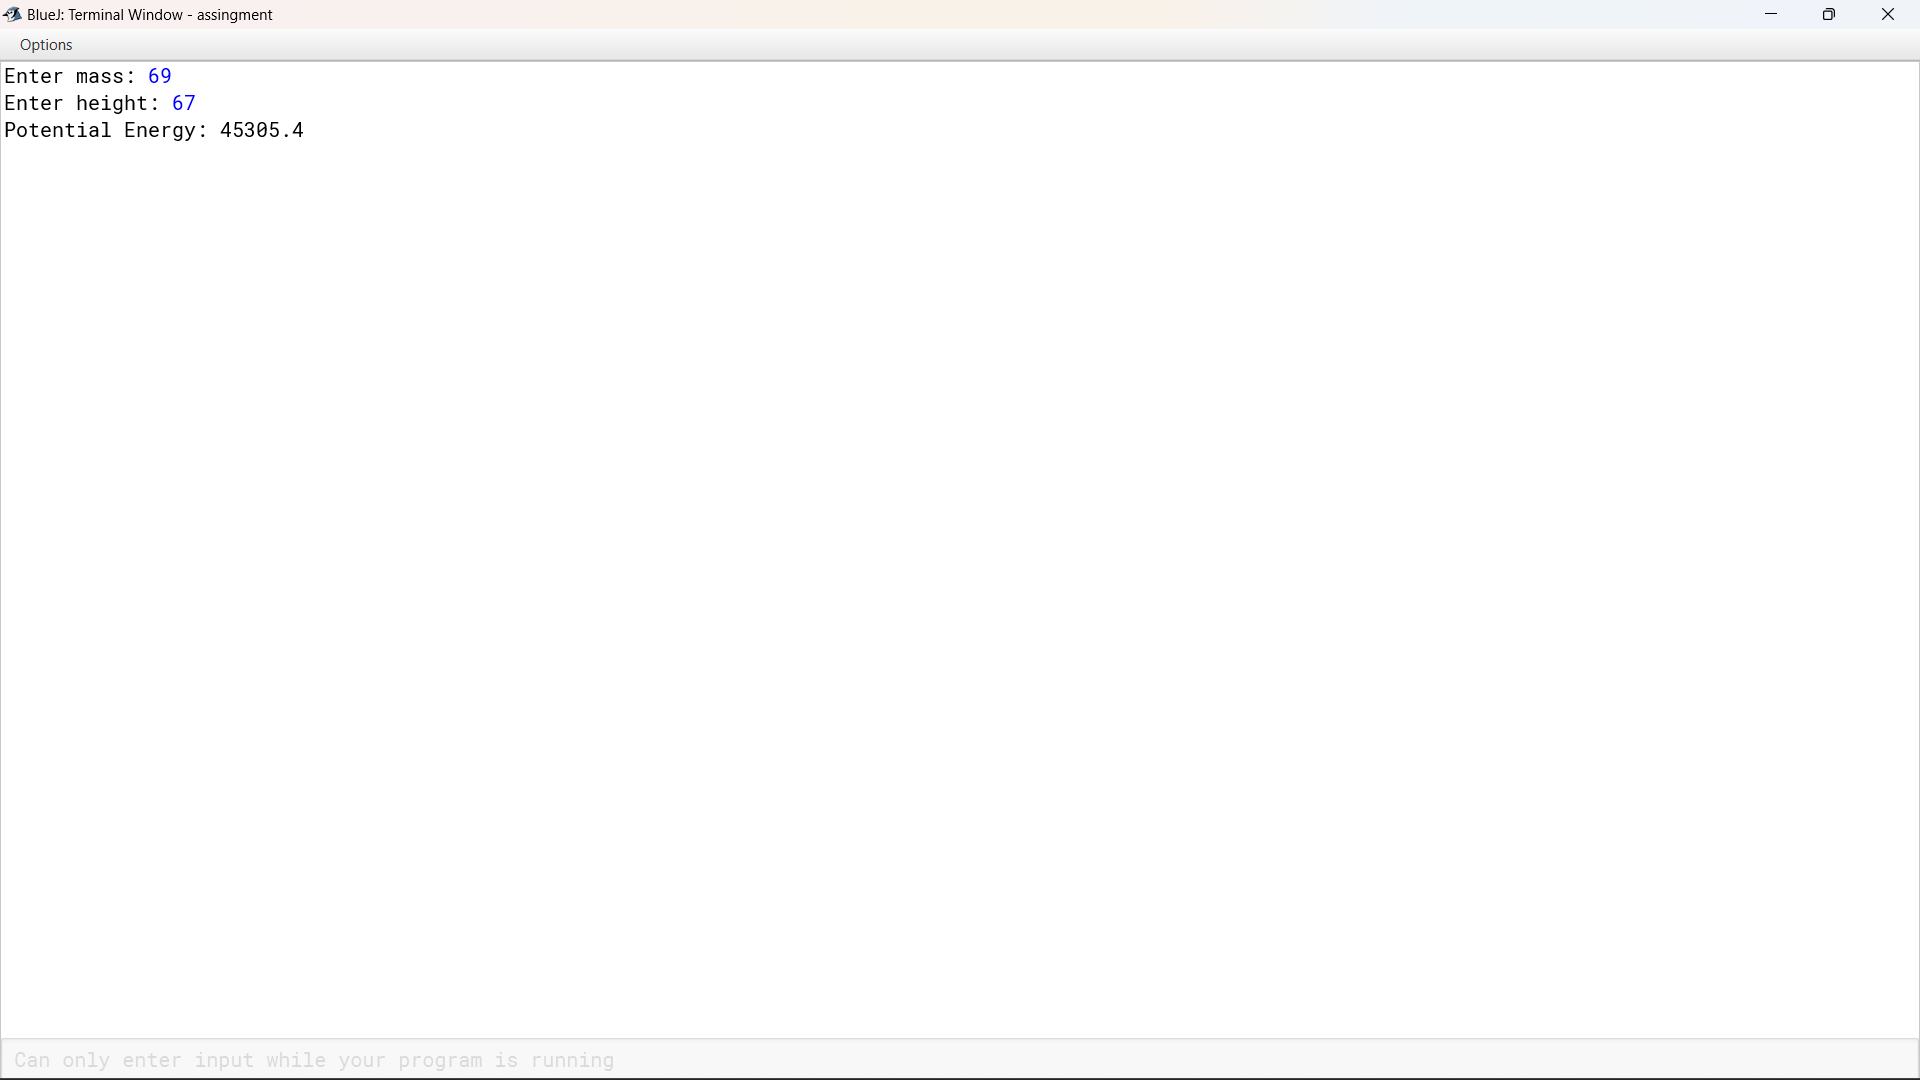 BlueJ: Terminal Window - assingment
Options
Enter mass: 69
Enter height: 67
Potential Energy: 45305.4
Can only enter input while your program is running